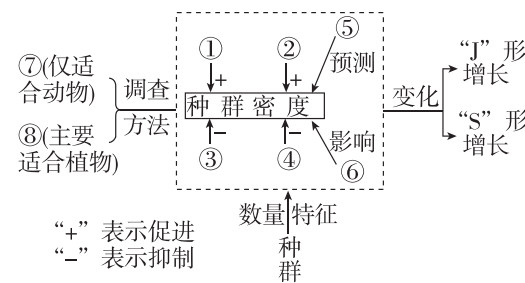 ⑦(仅适
合动物)
⑧(主要
适合植物)
调查
方法
① ② ⑤
+ + 预测
种群密度
− − 影响
③ ④ ⑥
变化
“J”形
增长
“S”形
增长
数量 特征
种
群
“+”表示促进
“−”表示抑制